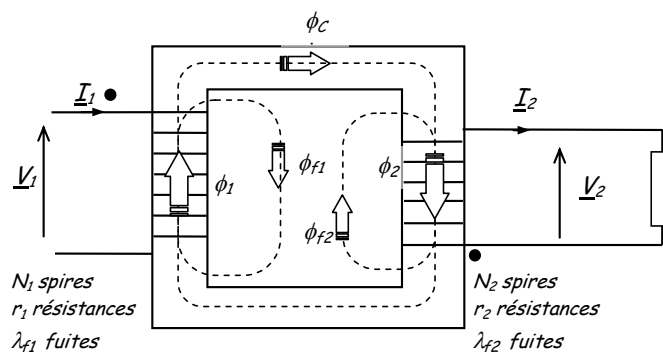 ϕC
I1
I2
V1
ϕ1
ϕf1
ϕ2
ϕf2
V2
N1 spires
r1 résistances
λf1 fuites
N2 spires
r2 résistances
λf2 fuites